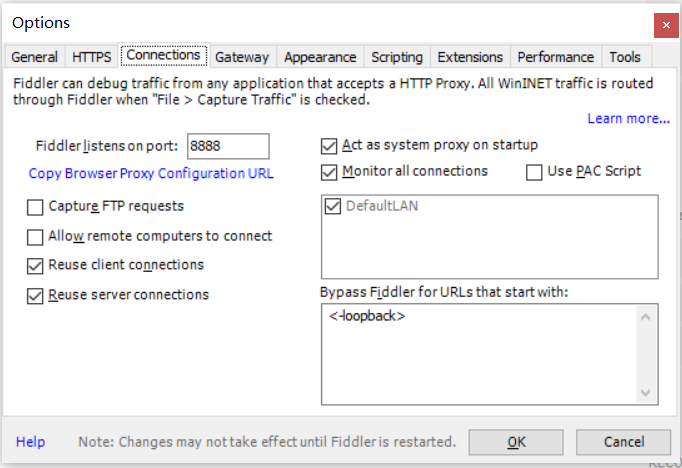 Options
General HTTPS Connections Gateway Appearance Scripting Extensions Performance Tools
Fiddler can debug traffic from any application that accepts a HTTP Proxy. All WinINET traffic is routed
through Fiddler when "File > Capture Traffic" is checked.
Learn more...
Fiddler listens on port: 8888
Copy Browser Proxy Configuration URL
Capture FTP requests
Allow remote computers to connect
Reuse client connections
Reuse server connections
Act as system proxy on startup
Monitor all connections Use PAC Script
DefaultLAN
Bypass Fiddler for URLs that start with:
<-loopback>
Help Note: Changes may not take effect until Fiddler is restarted. OK Cancel